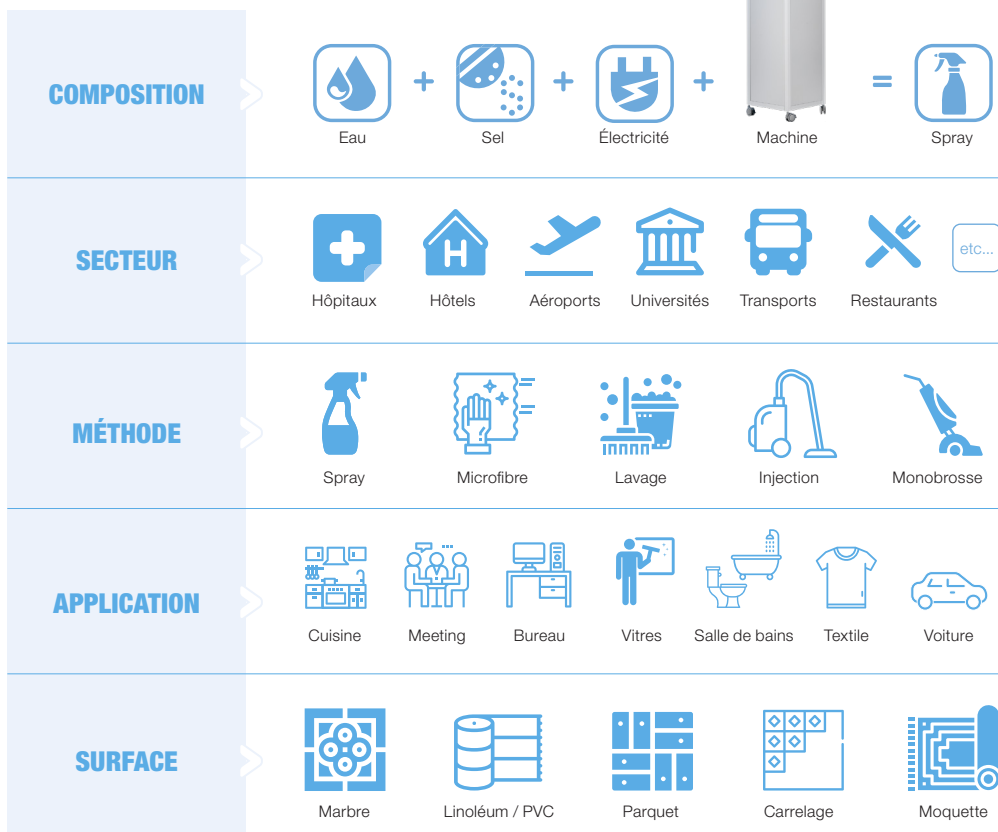 COMPOSITION
Eau
Sel
Électricité
Machine
Spray
SECTEUR
H
etc...
Hôpitaux
Hôtels
Aéroports
Universités
Transports
Restaurants
MÉTHODE
Spray
Microfibre
Lavage
Injection
Monobrosse
APPLICATION
Cuisine
Meeting
Bureau
Vitres
Salle de bains
Textile
Voiture
SURFACE
Marbre
Linoléum / PVC
Parquet
Carrelage
Moquette